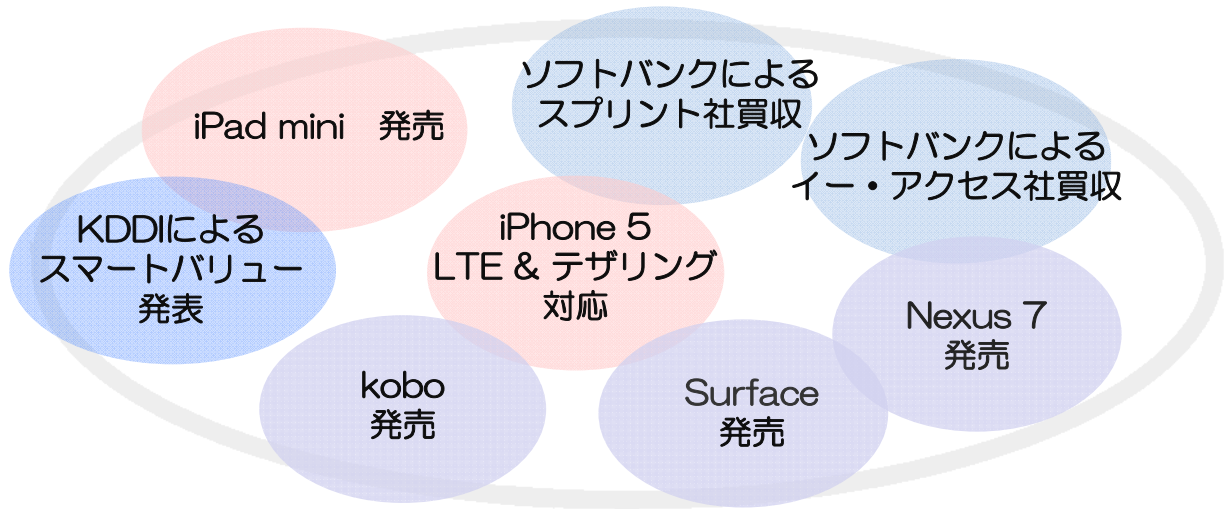 iPad mini　発売
ソフトバンクによる
スプリント社買収
ソフトバンクによる
イー・アクセス社買収
KDDIによる
スマートバリュー
発表
iPhone 5
LTE & テザリング
対応
Nexus 7
発売
kobo
発売
Surface
発売